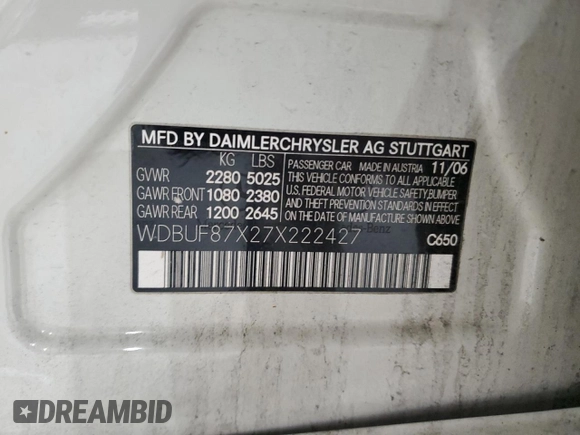 MFD BY DAIMLERCHRYSLER AG STUTTGART
KG LBS
GVWR 2280 5025
GAWR FRONT 1080 2380
GAWR REAR 1200 2645
PASSENGER CAR MADE IN AUSTRIA 11/06
THIS VEHICLE CONFORMS TO ALL APPLICABLE
U.S. FEDERAL MOTOR VEHICLE SAFETY, BUMPER
AND THEFT PREVENTION STANDARDS IN EFFECT
ON THE DATE OF MANUFACTURE SHOWN ABOVE.
WDBUF87X27X222427
C650
DREAMBID